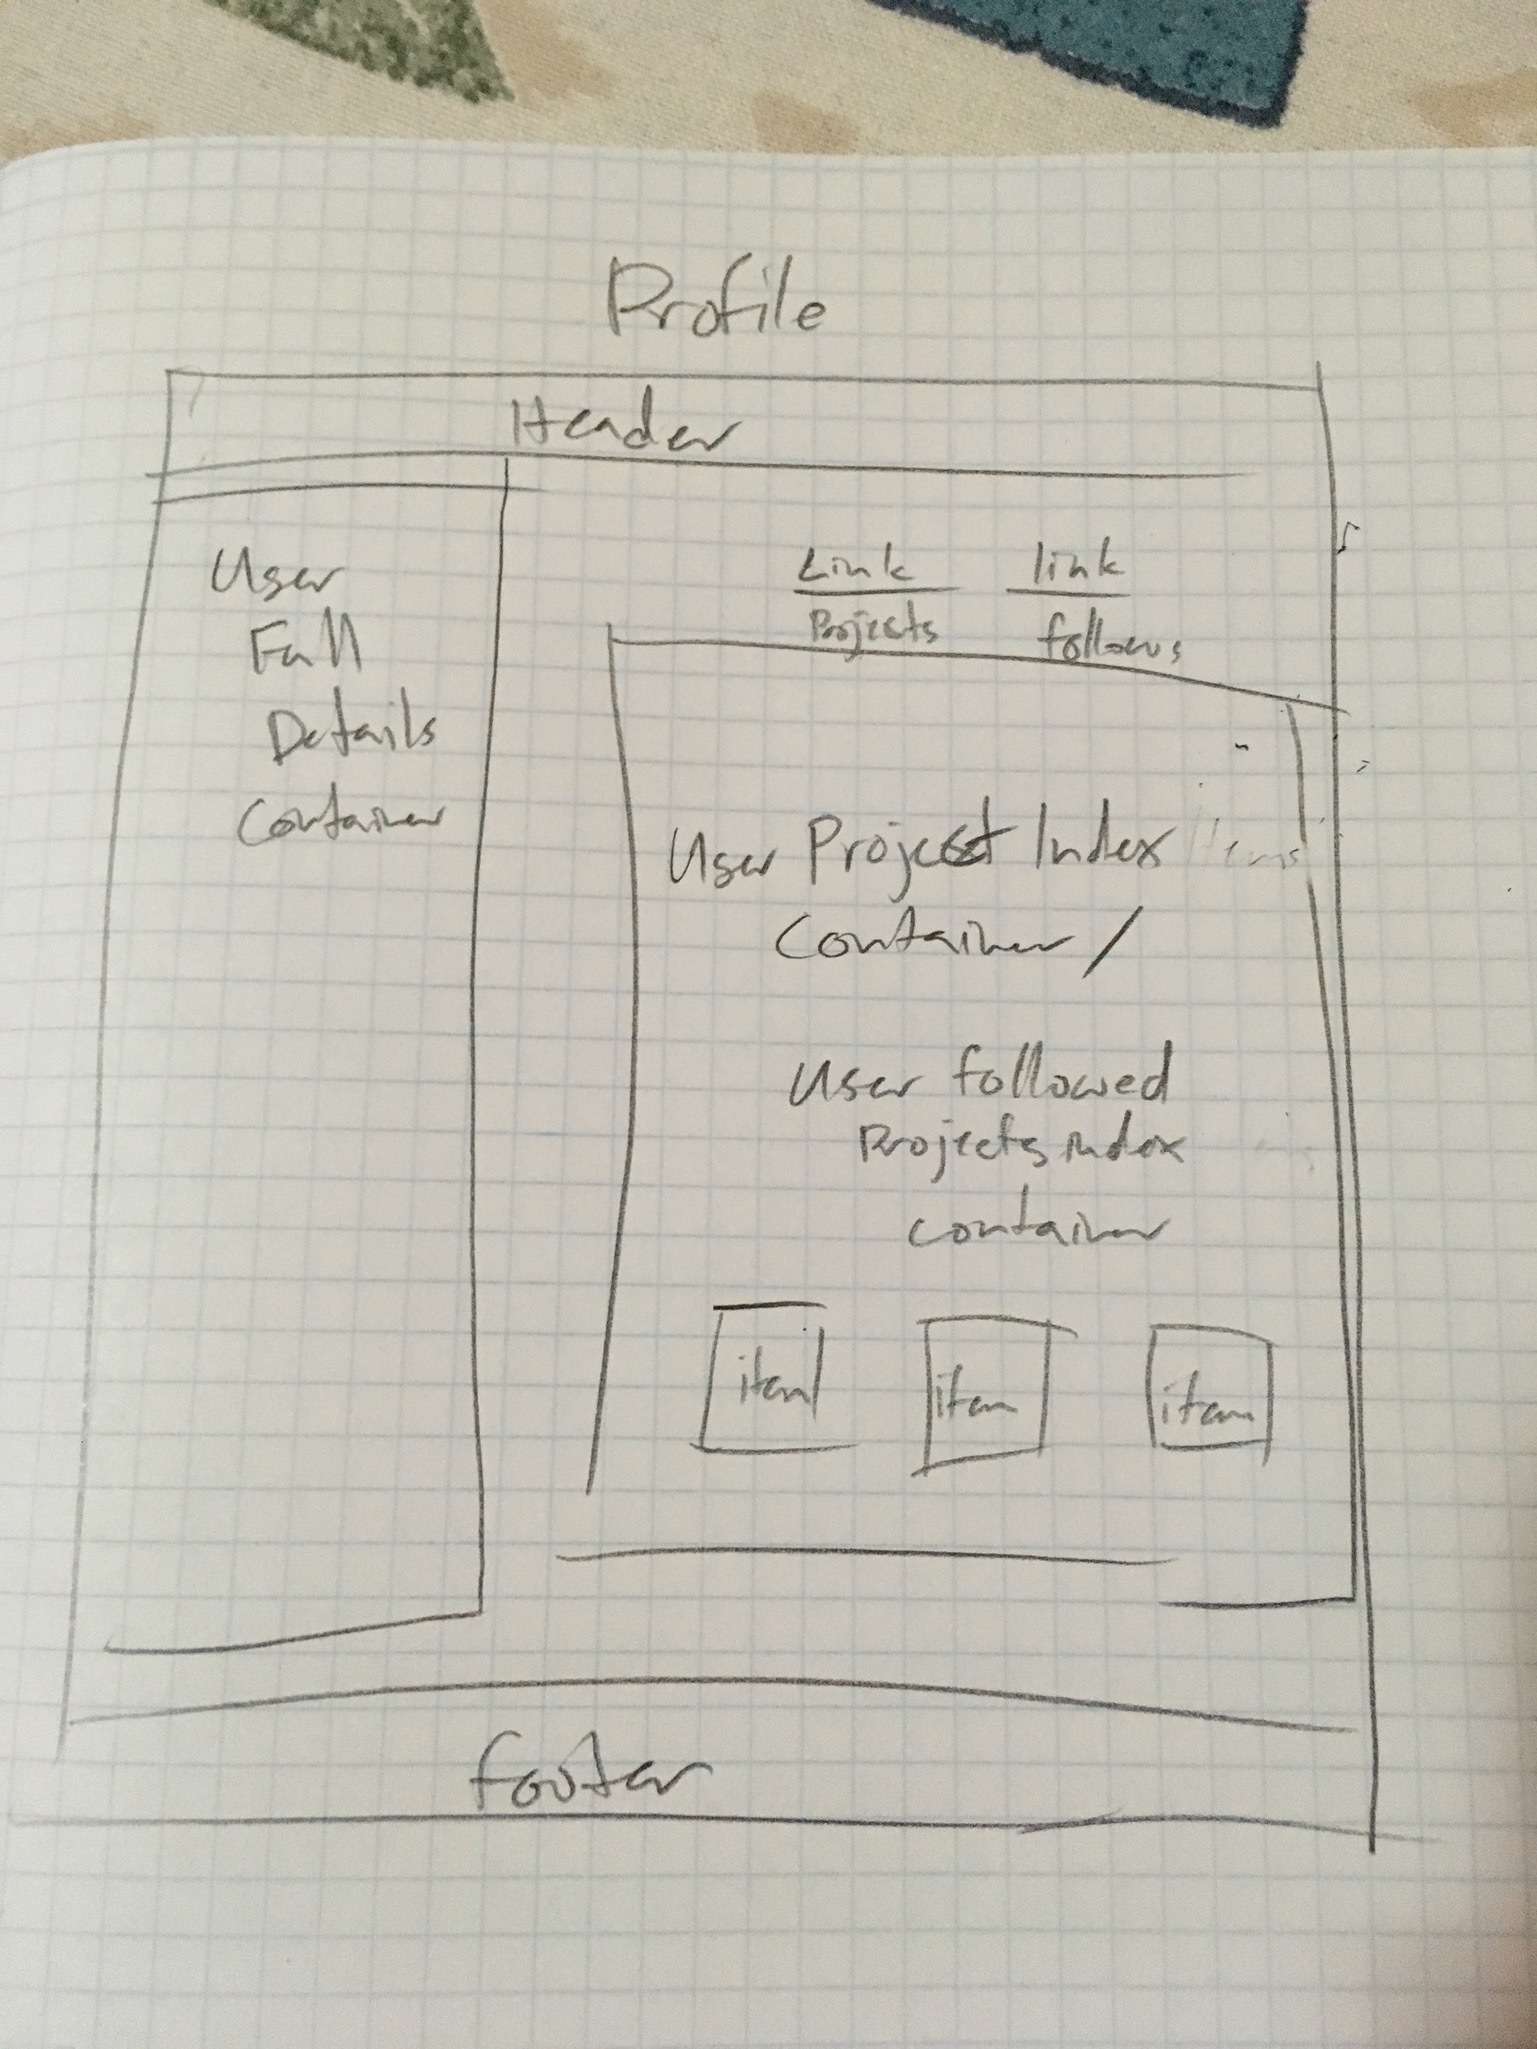 Profile
Header
User
Full
Details
Container
Link
Projects
link
follows
User Project Index
Container /
User followed
Projects index
container
item
item
item
footer